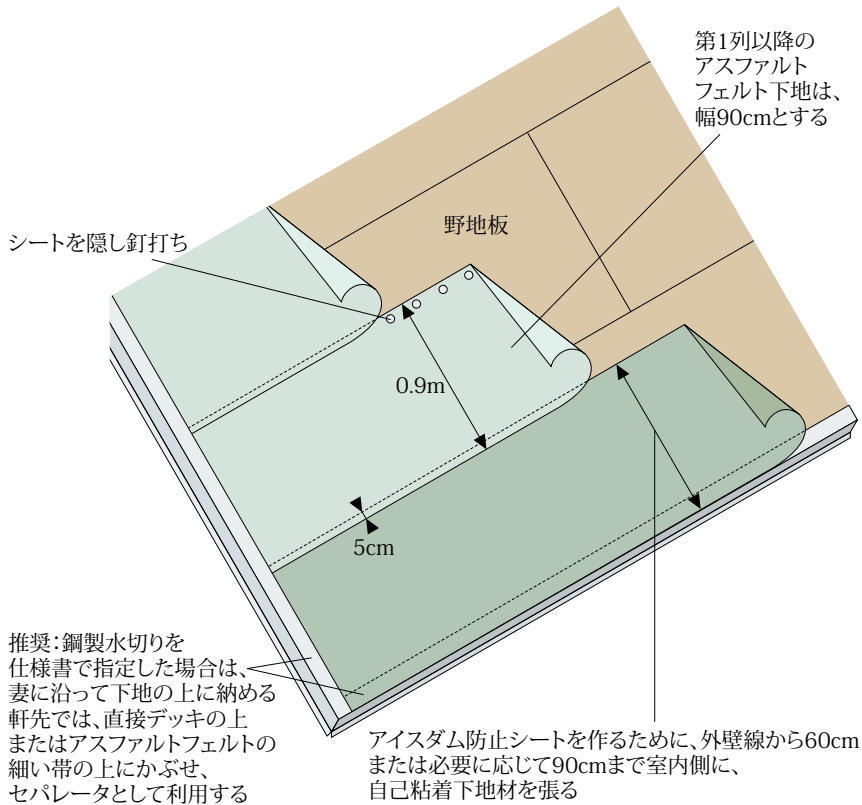 第1列以降の
アスファルト
フェルト下地は、
幅90cmとする
シートを隠し釘打ち
野地板
0.9m
5cm
推奨：鋼製水切りを
仕様書で指定した場合は、
妻に沿って下地の上に納める
軒先では、直接デッキの上
またはアスファルトフェルトの
細い帯の上にかぶせ、
セパレータとして利用する
アイスダム防止シートを作るために、外壁線から60cm
または必要に応じて90cmまで室内側に、
自己粘着下地材を張る